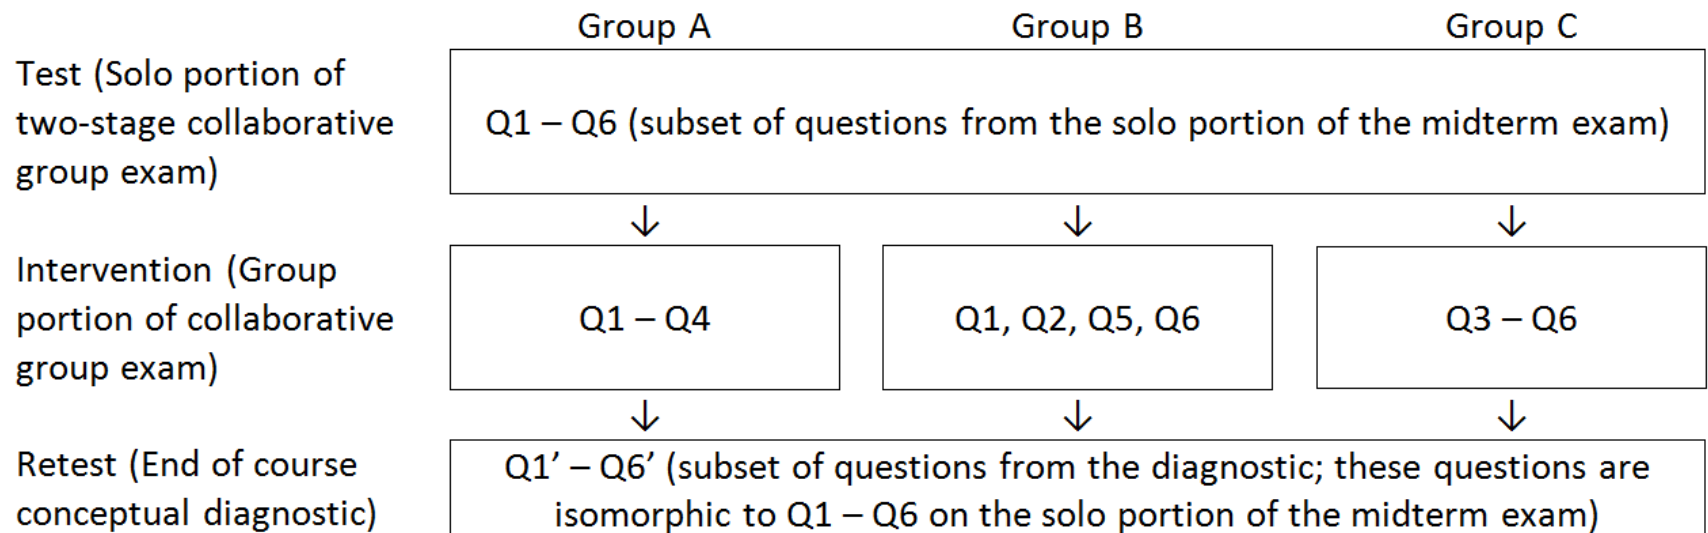 Group A Group B Group C
Test (Solo portion of
two-stage collaborative
group exam)
Q1 – Q6 (subset of questions from the solo portion of the midterm exam)
↓ ↓ ↓
Intervention (Group
portion of collaborative
group exam)
Q1 – Q4
Q1, Q2, Q5, Q6
Q3 – Q6
↓ ↓ ↓
Retest (End of course
conceptual diagnostic)
Q1’ – Q6’ (subset of questions from the diagnostic; these questions are
isomorphic to Q1 – Q6 on the solo portion of the midterm exam)